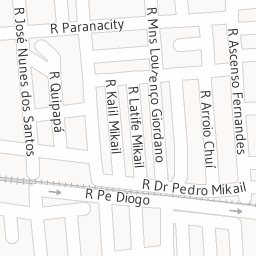 R Paranacity
R José Nunes dos Santos
R Quipapá
R Kalil Mikail
R Latife Mikail
R Mns Lourenço Giordano
R Arroio Chuí
R Ascenso Fernandes
R Dr Pedro Mikail
R Pe Diogo